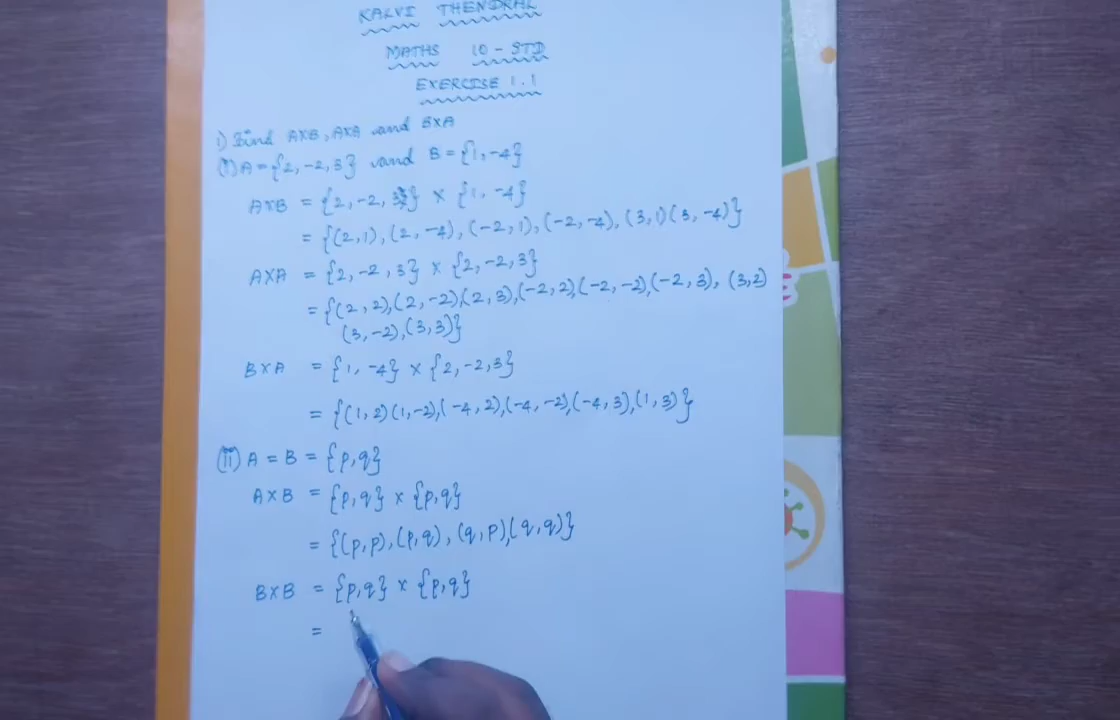 KALVI THENDRAL
MATHS 10 - STD
EXERCISE 1.1
1) Find A×B, A×A and B×A
(i) A = {2, -2, 3} and B = {1, -4}
A×B = {2, -2, 3} × {1, -4}
= {(2,1), (2, -4), (-2, 1), (-2, -4), (3,1) (3, -4)}
A×A = {2, -2, 3} × {2, -2, 3}
= {(2, 2), (2, -2), (2, 3), (-2, 2), (-2, -2), (-2, 3), (3,2)
(3, -2), (3, 3)}
B×A = {1, -4} × {2, -2, 3}
= {(1, 2) (1, -2), (-4, 2), (-4, -2), (-4, 3), (1, 3)}
(ii) A = B = {p, q}
A×B = {p, q} × {p, q}
= {(p, p), (p, q), (q, p), (q, q)}
B×B = {p, q} × {p, q}
=